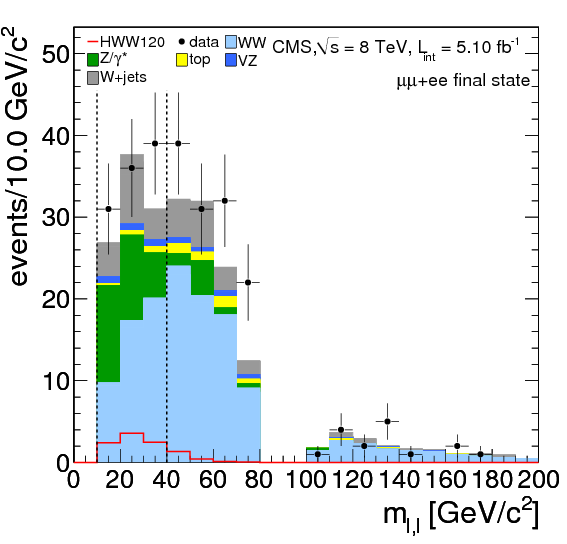 HWW120 data WW CMS,√s = 8 TeV, L_int = 5.10 fb⁻¹
Z/γ* top VZ
W+jets μμ+ee final state
events/10.0 GeV/c²
50
40
30
20
10
0
0 20 40 60 80 100 120 140 160 180 200
m_l,l [GeV/c²]